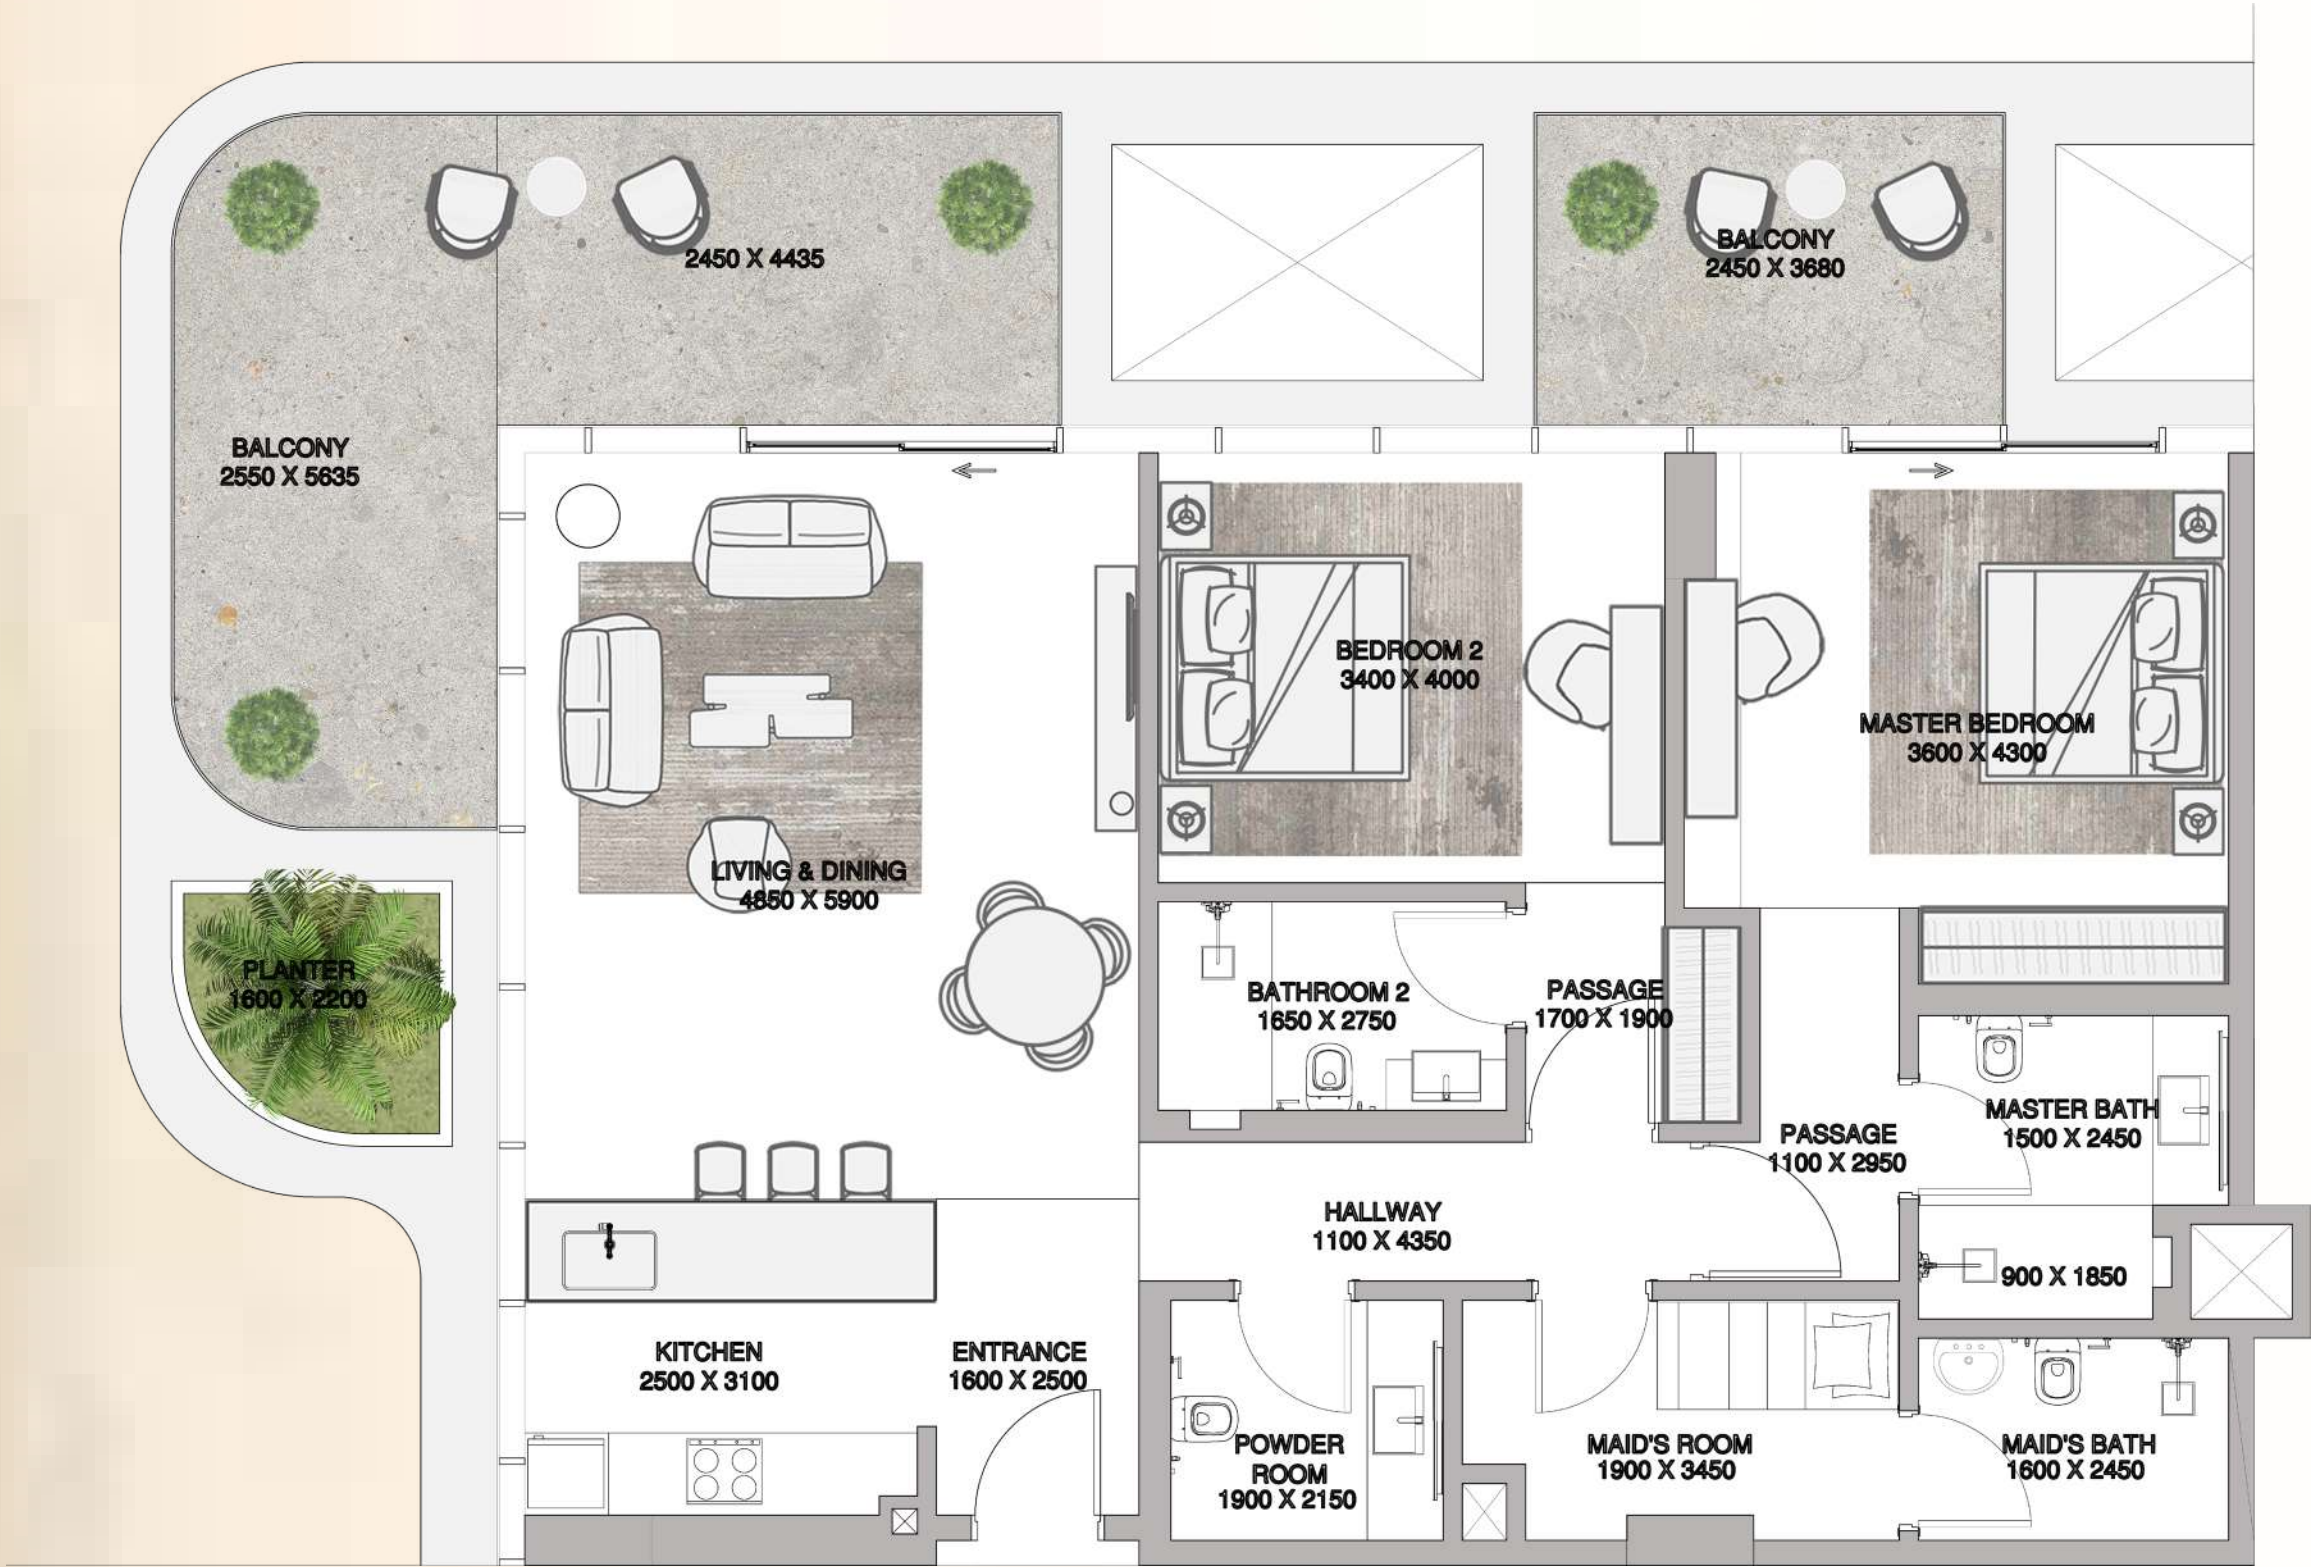 2450 X 4435
BALCONY
2450 X 3680
BALCONY
2550 X 5635
BEDROOM 2
3400 X 4000
MASTER BEDROOM
3600 X 4300
LIVING & DINING
4850 X 5900
PLANTER
1600 X 2200
BATHROOM 2
1650 X 2750
PASSAGE
1700 X 1900
MASTER BATH
1500 X 2450
PASSAGE
1100 X 2950
HALLWAY
1100 X 4350
900 X 1850
KITCHEN
2500 X 3100
ENTRANCE
1600 X 2500
POWDER
ROOM
1900 X 2150
MAID'S ROOM
1900 X 3450
MAID'S BATH
1600 X 2450